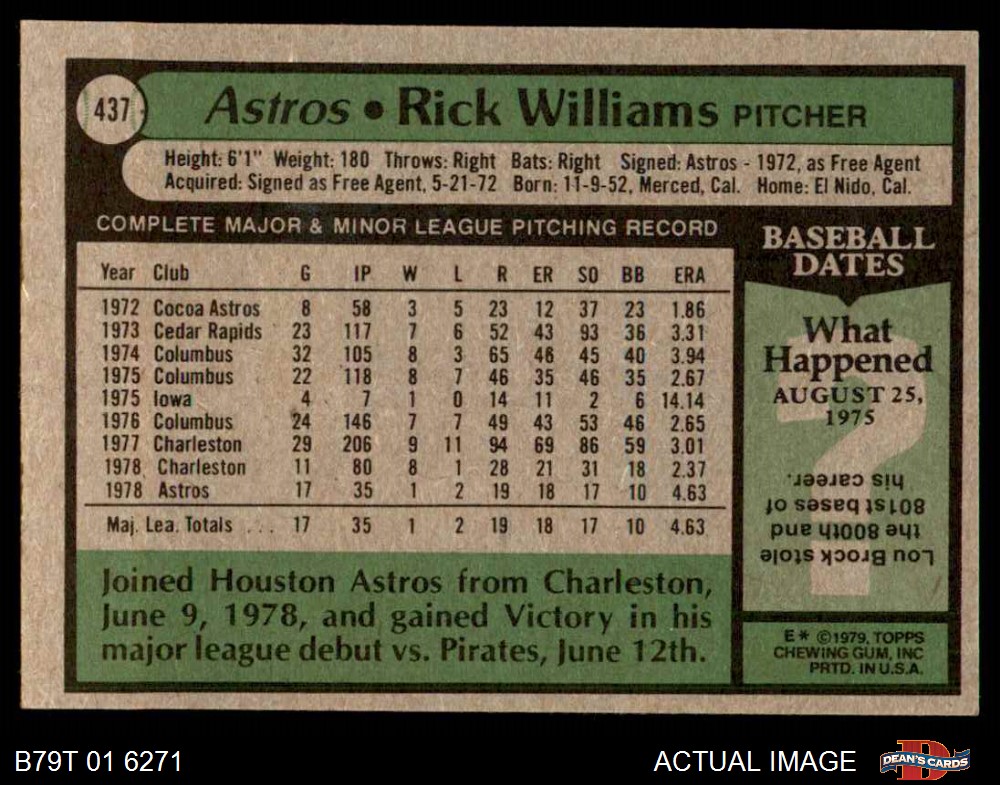 437
Astros • Rick Williams PITCHER
Height: 6'1" Weight: 180 Throws: Right Bats: Right Signed: Astros - 1972, as Free Agent
Acquired: Signed as Free Agent, 5-21-72 Born: 11-9-52, Merced, Cal. Home: El Nido, Cal.
COMPLETE MAJOR & MINOR LEAGUE PITCHING RECORD
Year Club G IP W L R ER SO BB ERA
1972 Cocoa Astros 8 58 3 5 23 12 37 23 1.86
1973 Cedar Rapids 23 117 7 6 52 43 93 36 3.31
1974 Columbus 32 105 8 3 65 46 45 40 3.94
1975 Columbus 22 118 8 7 46 35 46 35 2.67
1975 Iowa 4 7 1 0 14 11 2 6 14.14
1976 Columbus 24 146 7 7 49 43 53 46 2.65
1977 Charleston 29 206 9 11 94 69 86 59 3.01
1978 Charleston 11 80 8 1 28 21 31 18 2.37
1978 Astros 17 35 1 2 19 18 17 10 4.63
Maj. Lea. Totals ... 17 35 1 2 19 18 17 10 4.63
Joined Houston Astros from Charleston,
June 9, 1978, and gained Victory in his
major league debut vs. Pirates, June 12th.
BASEBALL
DATES
What
Happened
AUGUST 25,
1975
?
Lou Brock stole
the 800th and
801st bases of
his career.
E* ©1979, TOPPS
CHEWING GUM, INC
PRTD. IN U.S.A.
B79T 01 6271
ACTUAL IMAGE
D
DEAN'S CARDS